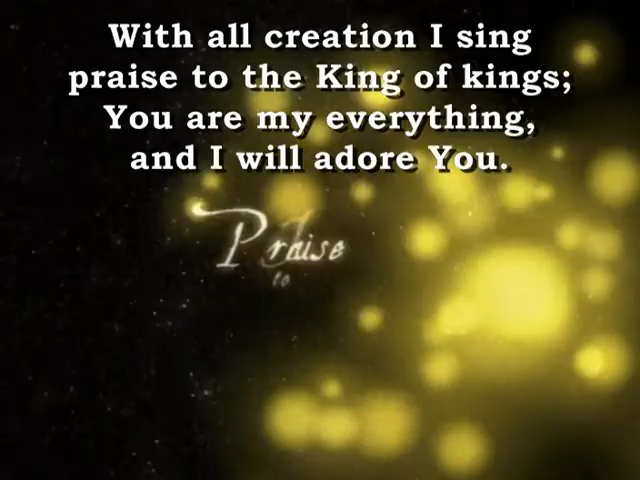 With all creation I sing
praise to the King of kings;
You are my everything,
and I will adore You.
Praise
to